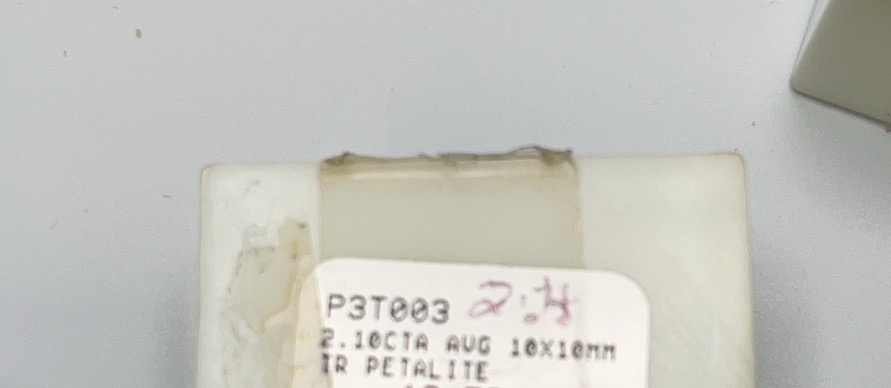 P3T003 2.4
2.10CTA AVG 10X10MM
TR PETALITE